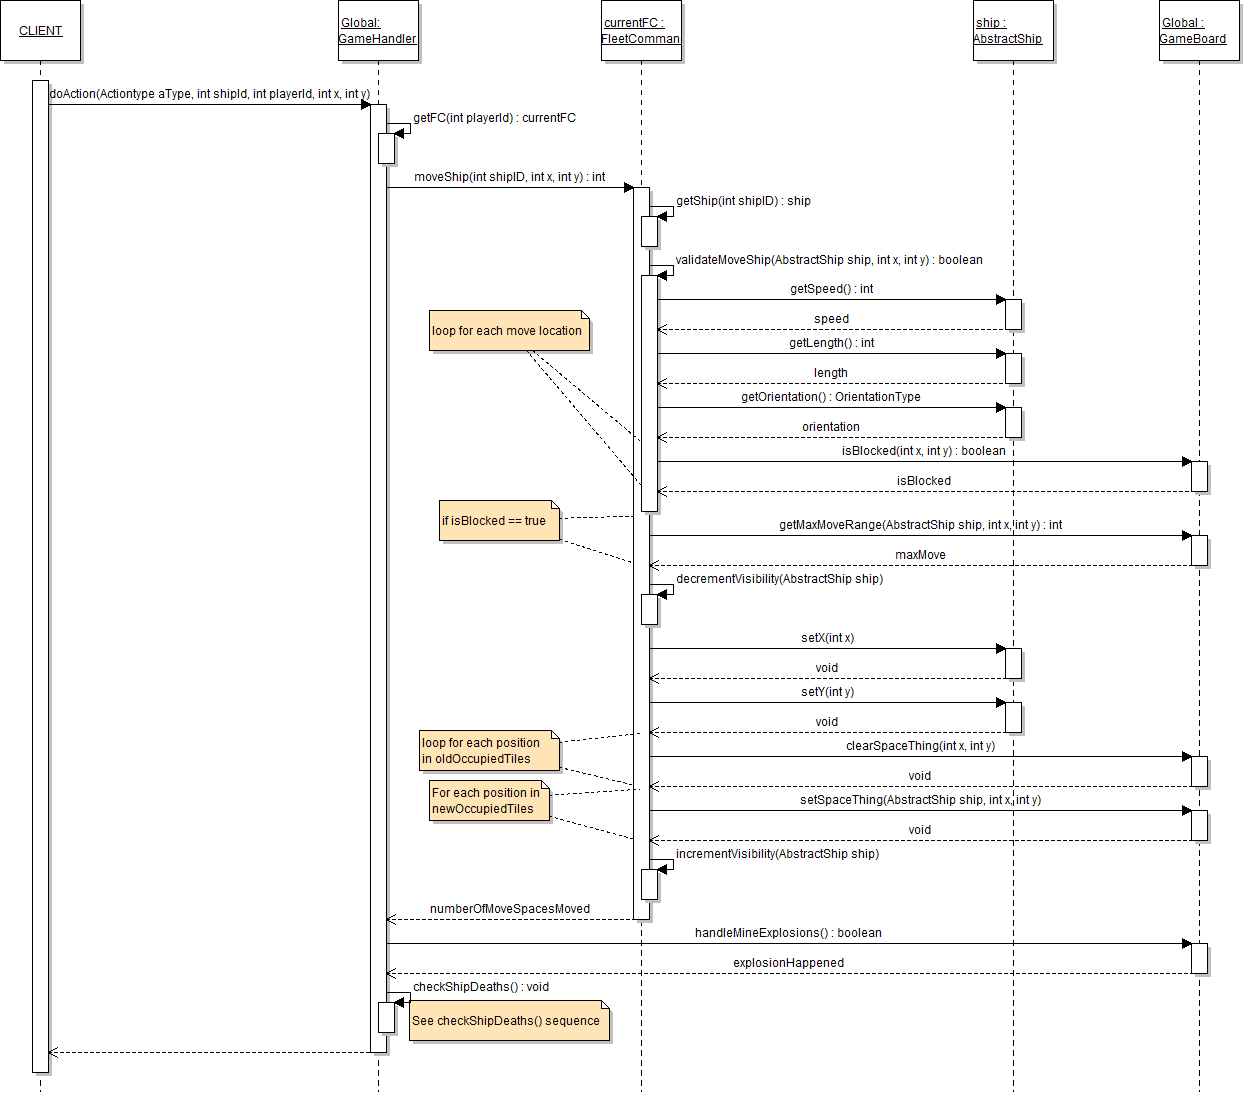 CLIENT
Global:
GameHandler
currentFC :
FleetComman
ship :
AbstractShip
Global :
GameBoard
doAction(Actiontype aType, int shipId, int playerId, int x, int y)
getFC(int playerId) : currentFC
moveShip(int shipID, int x, int y) : int
getShip(int shipID) : ship
validateMoveShip(AbstractShip ship, int x, int y) : boolean
getSpeed() : int
speed
loop for each move location
getLength() : int
length
getOrientation() : OrientationType
orientation
isBlocked(int x, int y) : boolean
isBlocked
if isBlocked == true
getMaxMoveRange(AbstractShip ship, int x, int y) : int
maxMove
decrementVisibility(AbstractShip ship)
setX(int x)
void
setY(int y)
void
loop for each position
in oldOccupiedTiles
clearSpaceThing(int x, int y)
void
For each position in
newOccupiedTiles
setSpaceThing(AbstractShip ship, int x, int y)
void
incrementVisibility(AbstractShip ship)
numberOfMoveSpacesMoved
handleMineExplosions() : boolean
explosionHappened
checkShipDeaths() : void
See checkShipDeaths() sequence